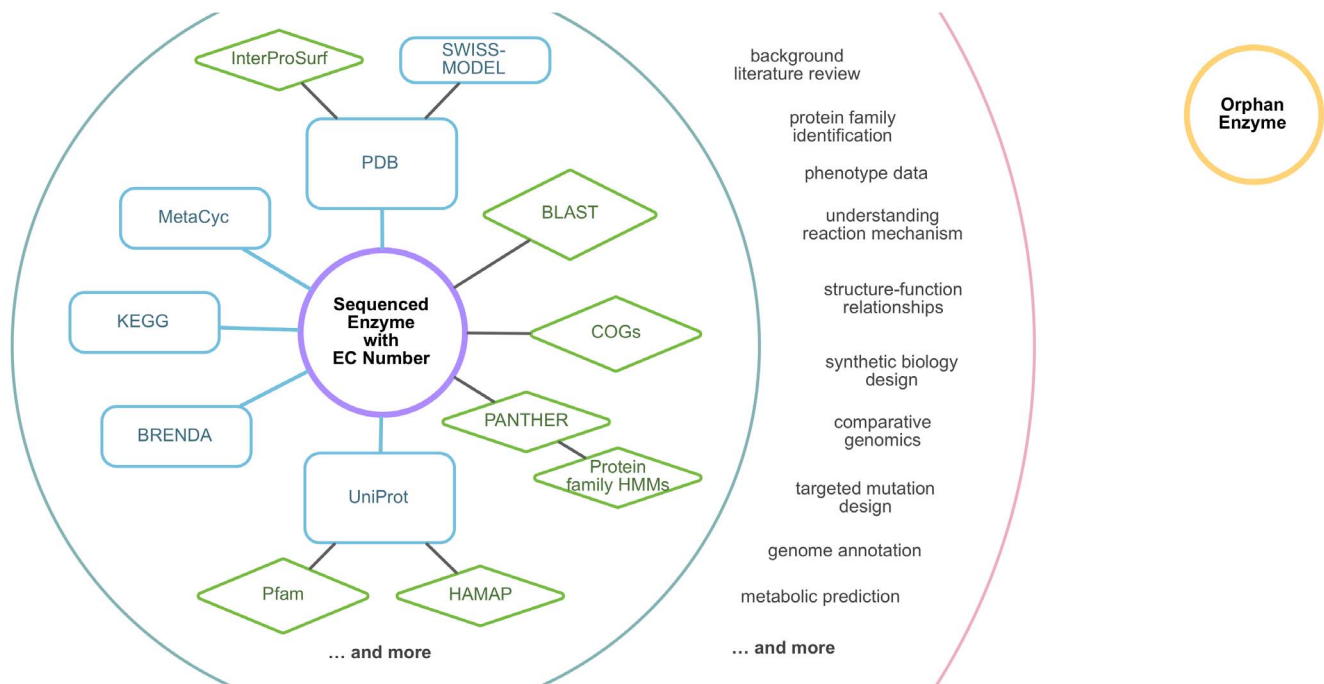 InterProSurf
SWISS-
MODEL
PDB
MetaCyc
BLAST
KEGG
Sequenced
Enzyme
with
EC Number
COGs
BRENDA
PANTHER
Protein
family HMMs
UniProt
Pfam
HAMAP
… and more
background
literature review
protein family
identification
phenotype data
understanding
reaction mechanism
structure-function
relationships
synthetic biology
design
comparative
genomics
targeted mutation
design
genome annotation
metabolic prediction
… and more
Orphan
Enzyme